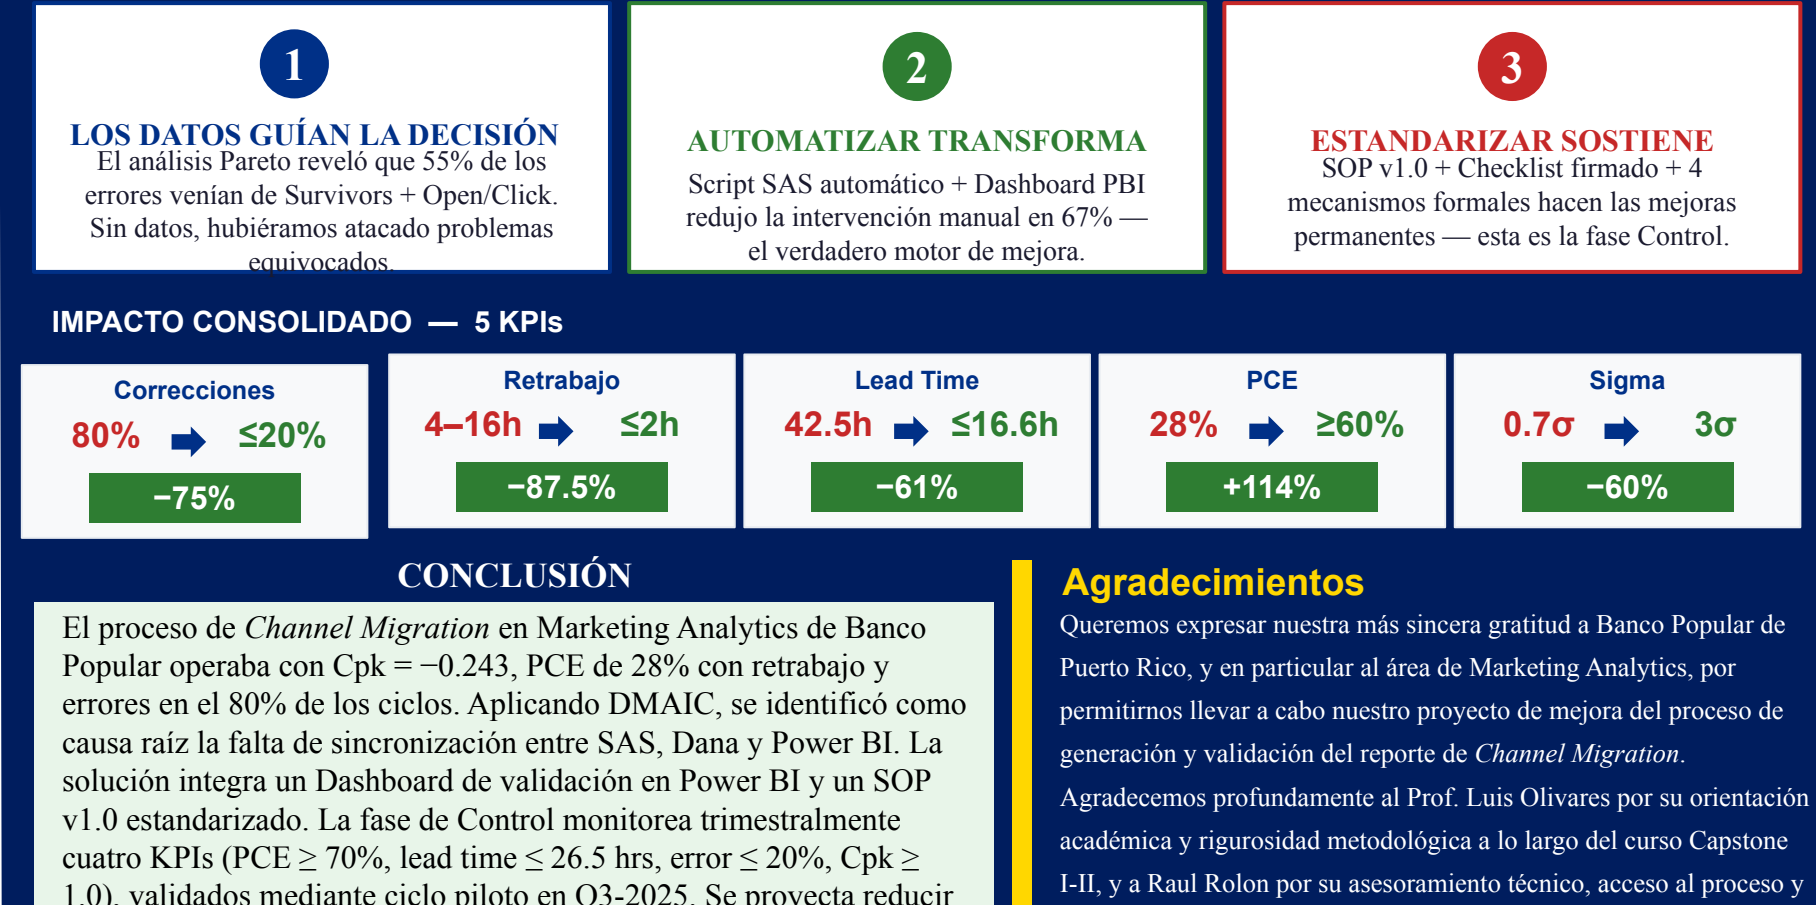 1
LOS DATOS GUÍAN LA DECISIÓN
El análisis Pareto reveló que 55% de los
errores venían de Survivors + Open/Click.
Sin datos, hubiéramos atacado problemas
equivocados.
2
AUTOMATIZAR TRANSFORMA
Script SAS automático + Dashboard PBI
redujo la intervención manual en 67% —
el verdadero motor de mejora.
3
ESTANDARIZAR SOSTIENE
SOP v1.0 + Checklist firmado + 4
mecanismos formales hacen las mejoras
permanentes — esta es la fase Control.
IMPACTO CONSOLIDADO — 5 KPIs
Correcciones
80% ≤20%
−75%
Retrabajo
4–16h ≤2h
−87.5%
Lead Time
42.5h ≤16.6h
−61%
PCE
28% ≥60%
+114%
Sigma
0.7σ 3σ
−60%
CONCLUSIÓN
El proceso de Channel Migration en Marketing Analytics de Banco
Popular operaba con Cpk = −0.243, PCE de 28% con retrabajo y
errores en el 80% de los ciclos. Aplicando DMAIC, se identificó como
causa raíz la falta de sincronización entre SAS, Dana y Power BI. La
solución integra un Dashboard de validación en Power BI y un SOP
v1.0 estandarizado. La fase de Control monitorea trimestralmente
cuatro KPIs (PCE ≥ 70%, lead time ≤ 26.5 hrs, error ≤ 20%, Cpk ≥
1.0), validados mediante ciclo piloto en Q3-2025. Se proyecta reducir
Agradecimientos
Queremos expresar nuestra más sincera gratitud a Banco Popular de
Puerto Rico, y en particular al área de Marketing Analytics, por
permitirnos llevar a cabo nuestro proyecto de mejora del proceso de
generación y validación del reporte de Channel Migration.
Agradecemos profundamente al Prof. Luis Olivares por su orientación
académica y rigurosidad metodológica a lo largo del curso Capstone
I-II, y a Raul Rolon por su asesoramiento técnico, acceso al proceso y